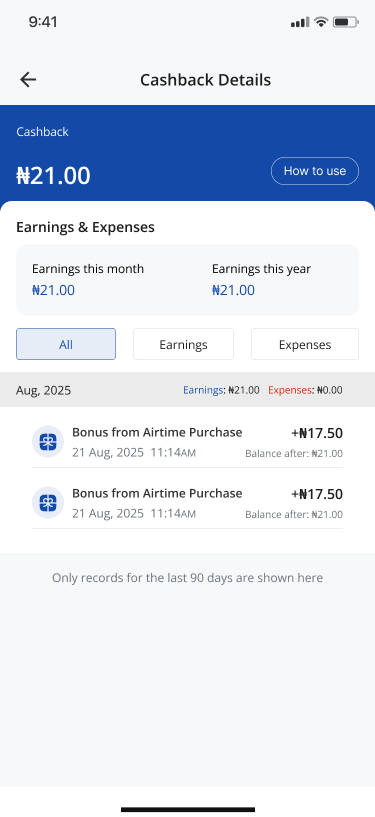 9:41
Cashback Details
Cashback
₦21.00
How to use
Earnings & Expenses
Earnings this month
Earnings this year
₦21.00
₦21.00
All
Earnings
Expenses
Aug, 2025
Earnings: ₦21.00
Expenses: ₦0.00
Bonus from Airtime Purchase
+₦17.50
21 Aug, 2025 11:14AM
Balance after: ₦21.00
Bonus from Airtime Purchase
+₦17.50
21 Aug, 2025 11:14AM
Balance after: ₦21.00
Only records for the last 90 days are shown here